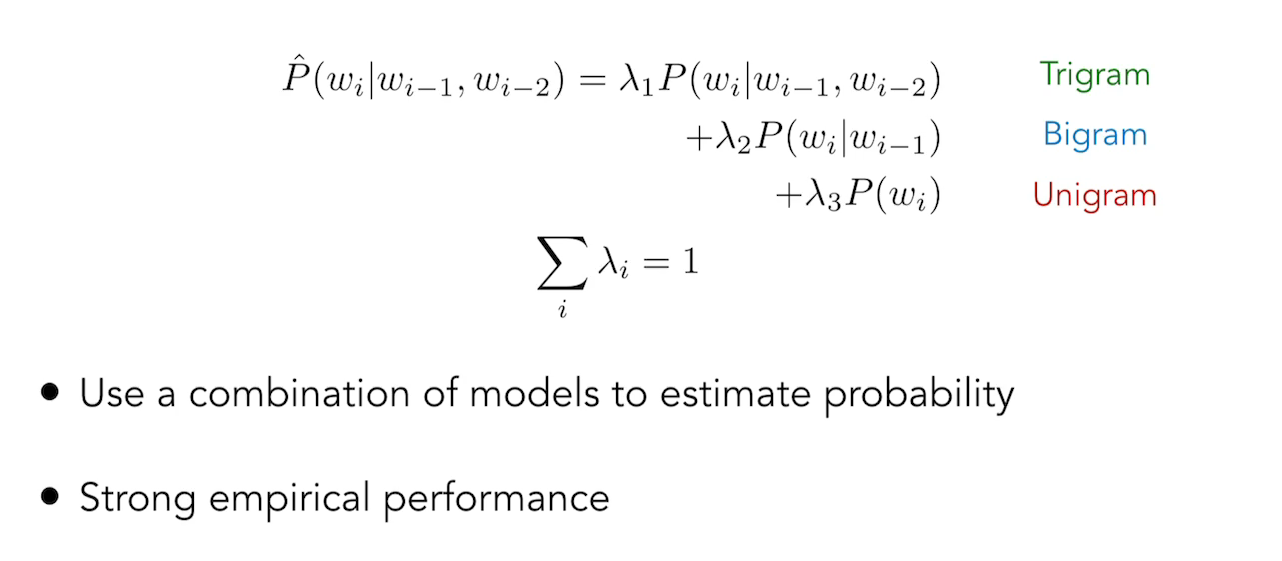 P̂(wᵢ|wᵢ₋₁, wᵢ₋₂) = λ₁P(wᵢ|wᵢ₋₁, wᵢ₋₂) Trigram
+λ₂P(wᵢ|wᵢ₋₁) Bigram
+λ₃P(wᵢ) Unigram
∑ᵢ λᵢ = 1
• Use a combination of models to estimate probability
• Strong empirical performance